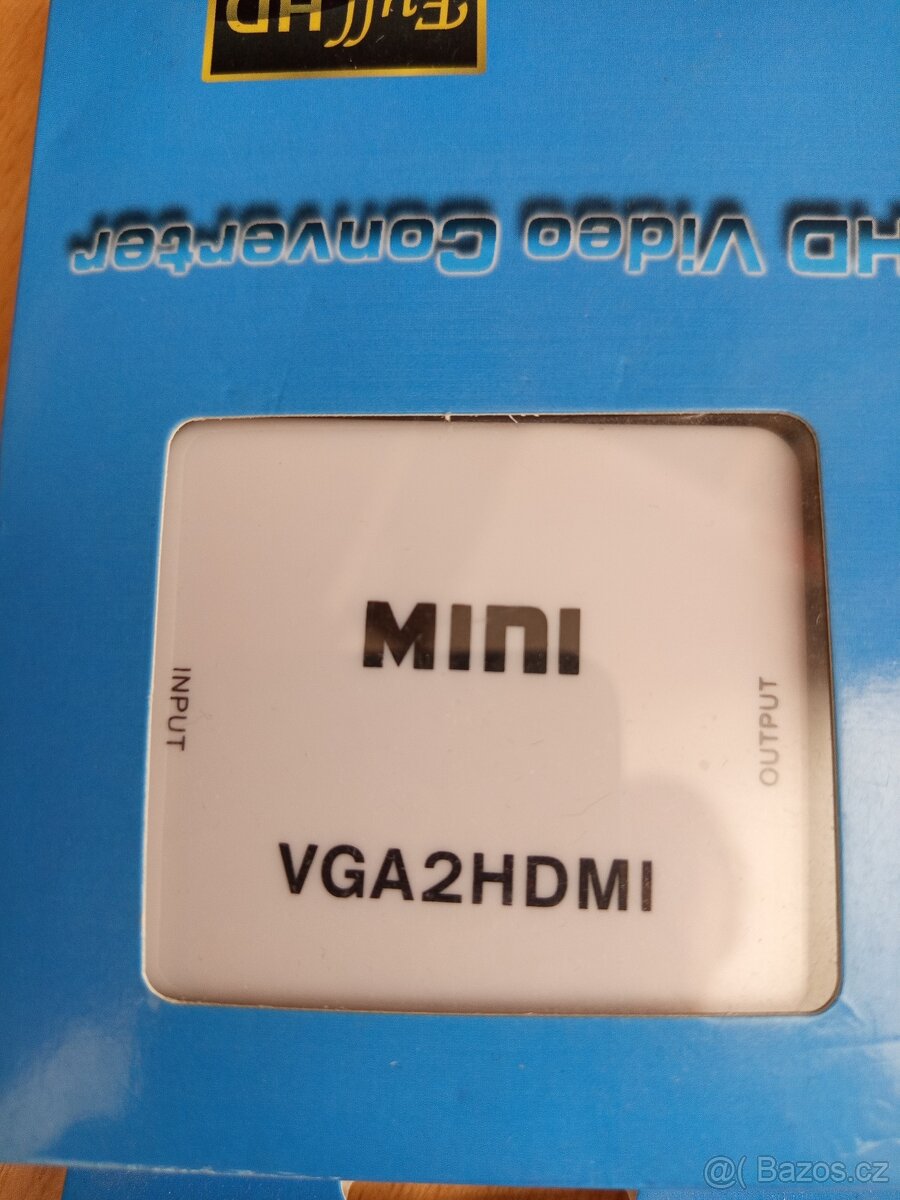 Full HD
HD Video Converter
MINI
INPUT
OUTPUT
VGA2HDMI
@( Bazos.cz